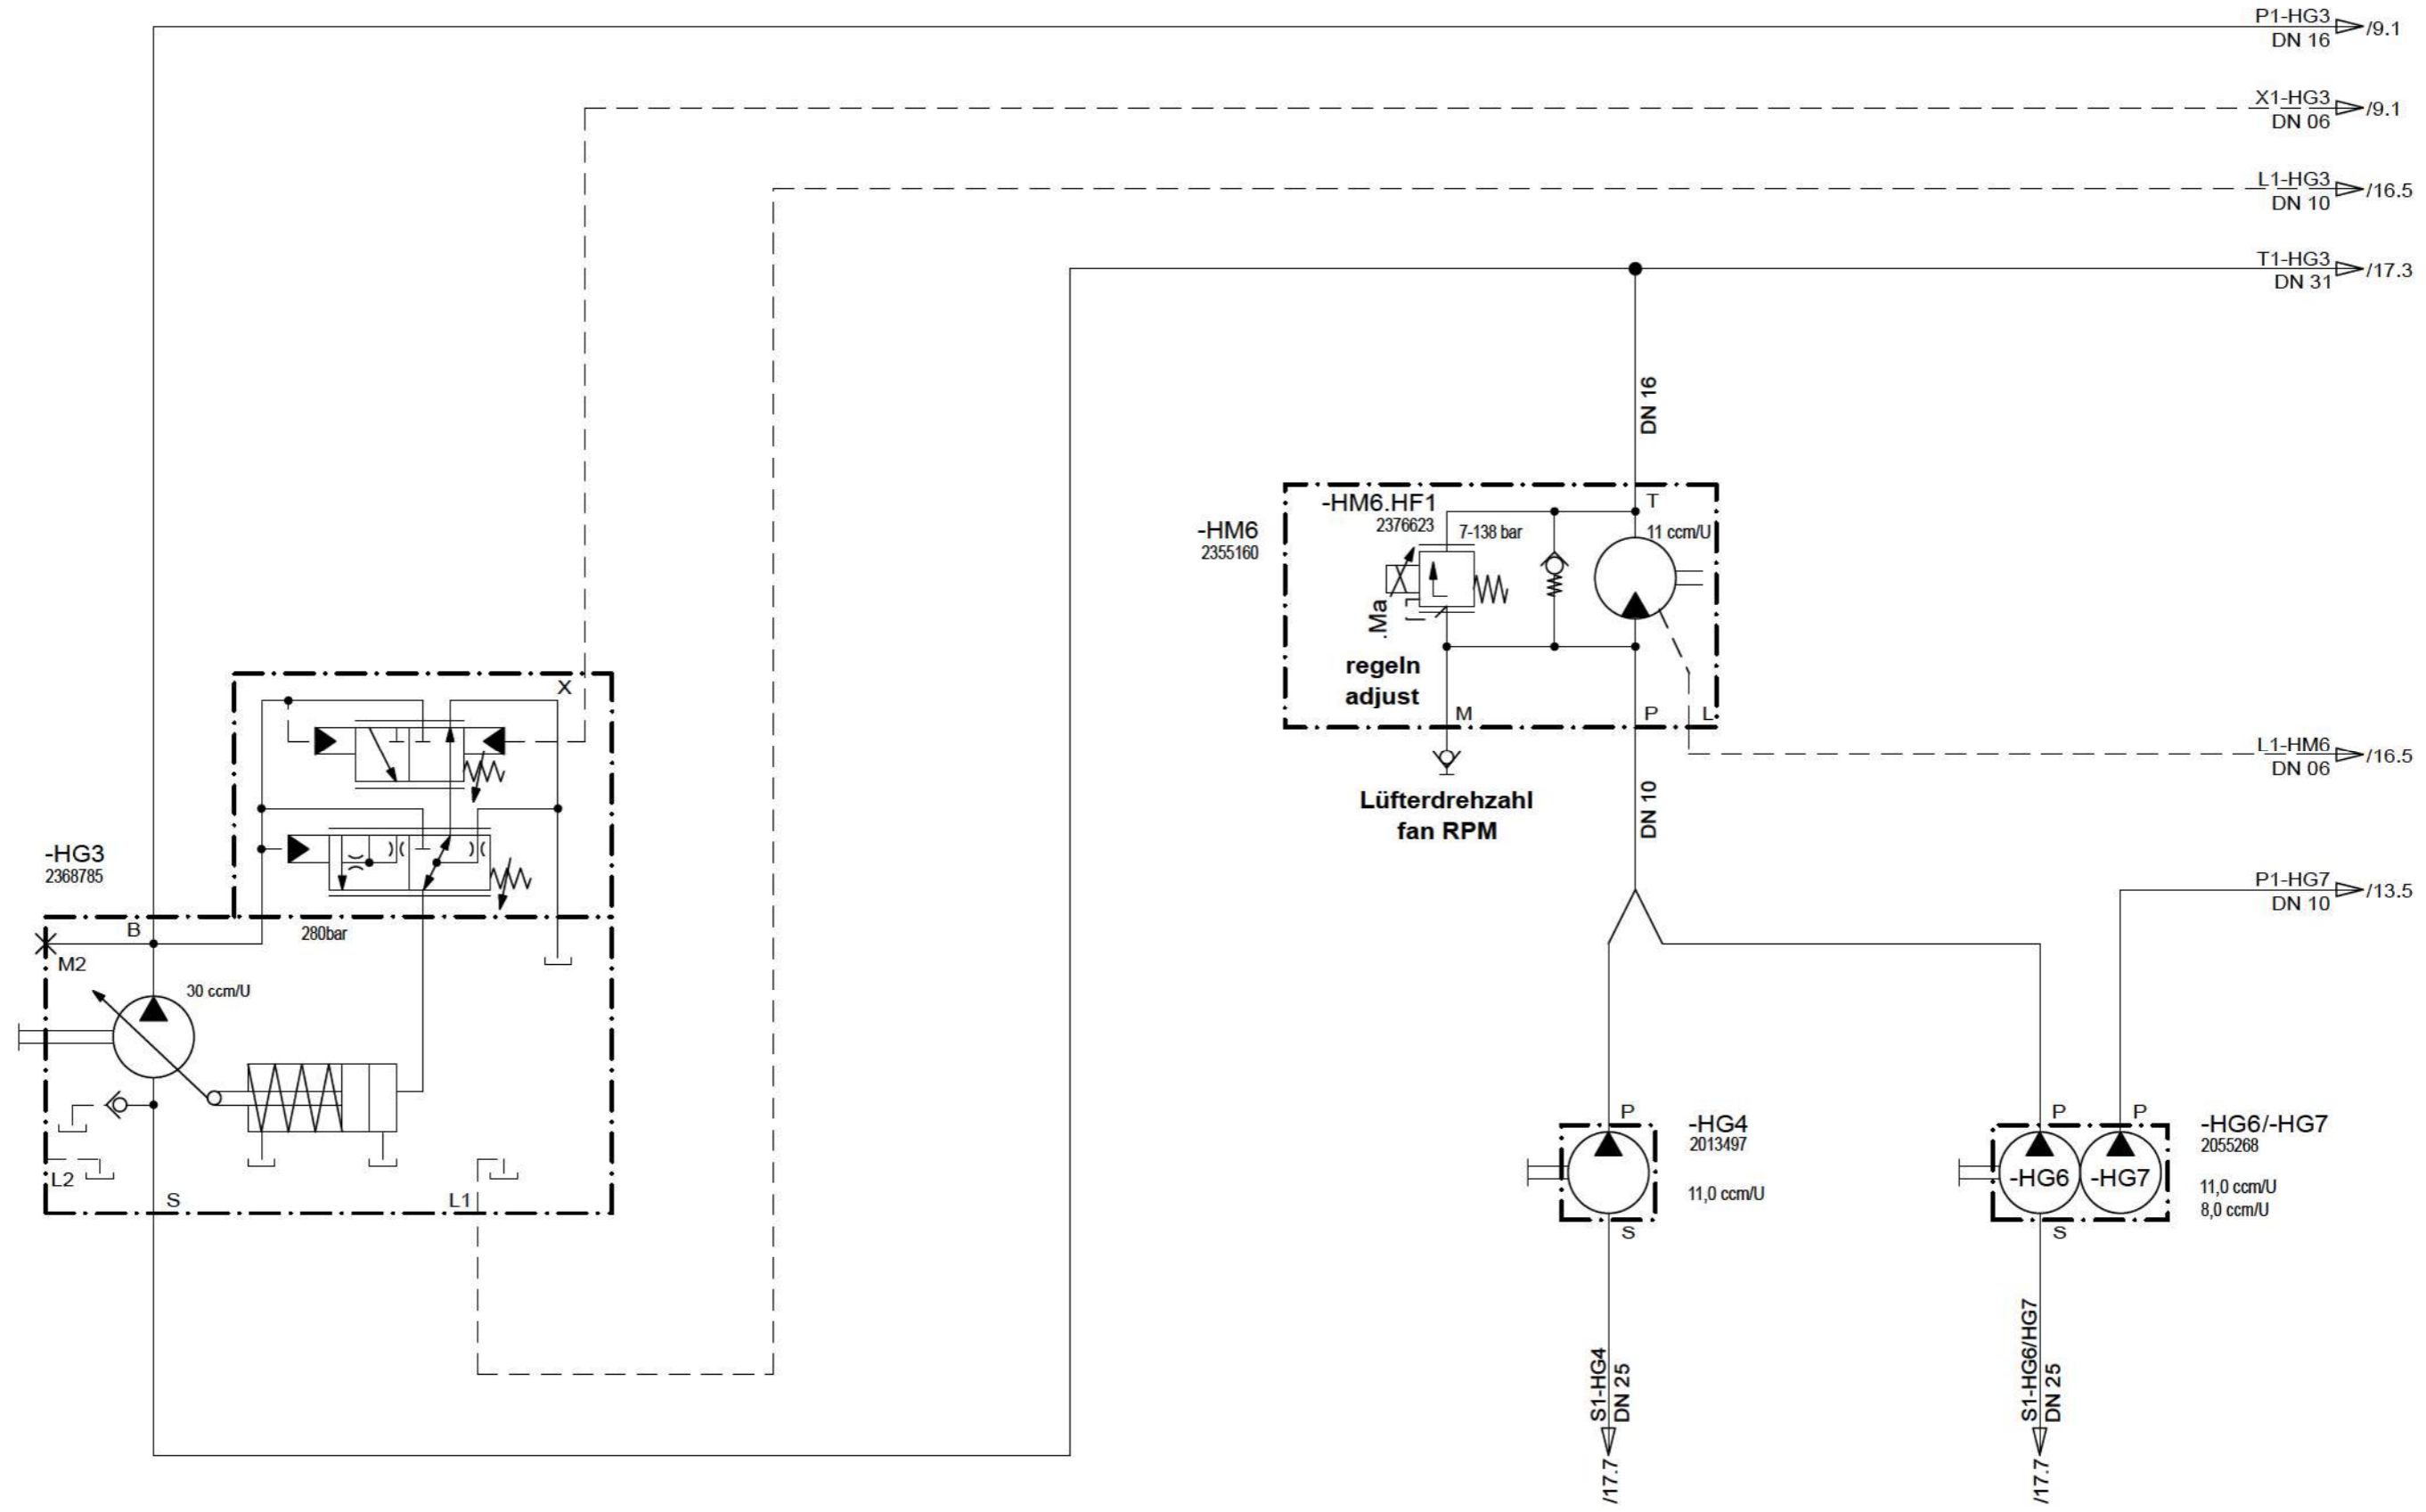 P1-HG3
DN 16
/9.1
X1-HG3
DN 06
/9.1
L1-HG3
DN 10
/16.5
T1-HG3
DN 31
/17.3
DN 16
-HM6
2355160
-HM6.HF1
2376623
7-138 bar
T
11 ccm/U
.Ma
regeln
adjust
M
P
L
Lüfterdrehzahl
fan RPM
DN 10
L1-HM6
DN 06
/16.5
P1-HG7
DN 10
/13.5
X
-HG3
2368785
B
M2
280bar
30 ccm/U
L2
S
L1
P
-HG4
2013497
11,0 ccm/U
S
S1-HG4
DN 25
/17.7
P
P
-HG6
-HG7
-HG6/-HG7
2055268
11,0 ccm/U
8,0 ccm/U
S
S1-HG6/HG7
DN 25
/17.7